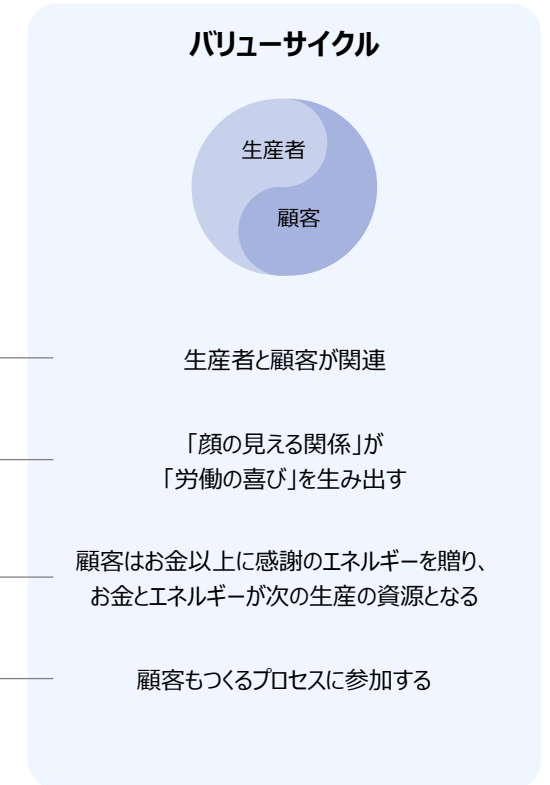 バリューサイクル
生産者
顧客
生産者と顧客が関連
「顔の見える関係」が
「労働の喜び」を生み出す
顧客はお金以上に感謝のエネルギーを贈り、
お金とエネルギーが次の生産の資源となる
顧客もつくるプロセスに参加する